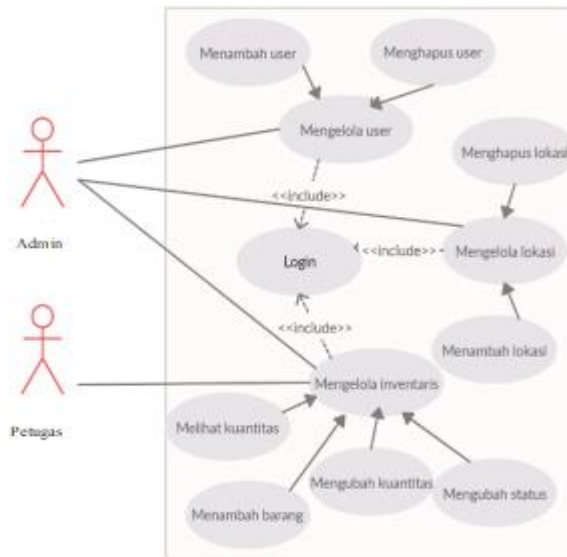 Menambah user
Menghapus user
Mengelola user
Menghapus lokasi
<<include>>
Admin
Login
<<include>>
Mengelola lokasi
<<include>>
Menambah lokasi
Mengelola inventaris
Petugas
Melihat kuantitas
Mengubah kuantitas
Mengubah status
Menambah barang